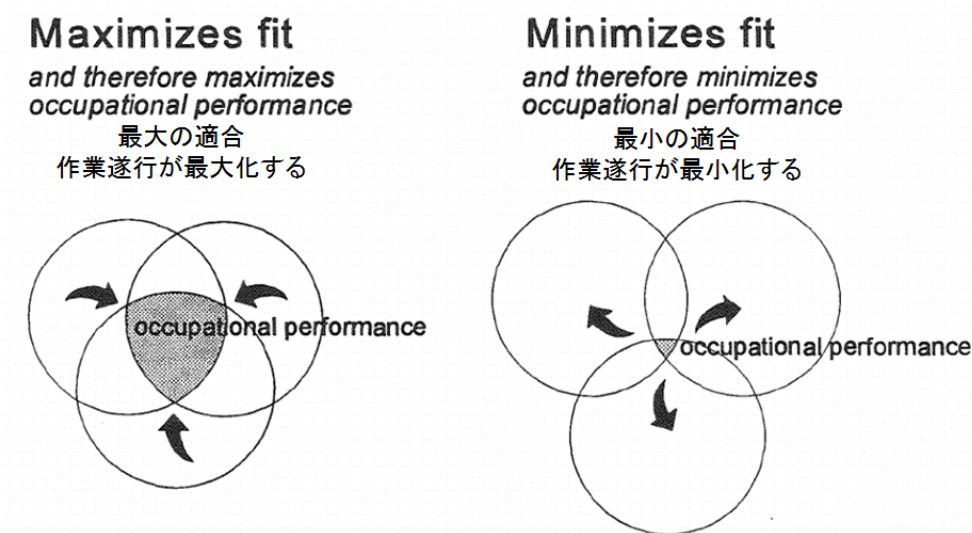 Maximizes fit
and therefore maximizes
occupational performance
最大の適合
作業遂行が最大化する
occupational performance
Minimizes fit
and therefore minimizes
occupational performance
最小の適合
作業遂行が最小化する
occupational performance